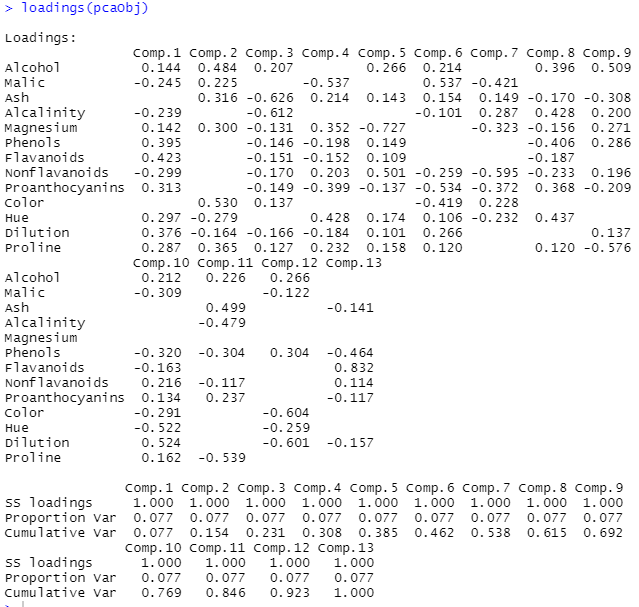 > loadings(pcaObj)

Loadings:
                Comp.1 Comp.2 Comp.3 Comp.4 Comp.5 Comp.6 Comp.7 Comp.8 Comp.9
Alcohol          0.144  0.484  0.207         0.266  0.214         0.396  0.509
Malic           -0.245  0.225        -0.537         0.537 -0.421
Ash                     0.316 -0.626  0.214  0.143  0.154  0.149 -0.170 -0.308
Alcalinity      -0.239        -0.612               -0.101  0.287  0.428  0.200
Magnesium        0.142  0.300 -0.131  0.352 -0.727        -0.323 -0.156  0.271
Phenols          0.395        -0.146 -0.198  0.149               -0.406  0.286
Flavanoids       0.423        -0.151 -0.152  0.109               -0.187
Nonflavanoids   -0.299        -0.170  0.203  0.501 -0.259 -0.595 -0.233  0.196
Proanthocyanins  0.313        -0.149 -0.399 -0.137 -0.534 -0.372  0.368 -0.209
Color                   0.530  0.137               -0.419  0.228
Hue              0.297 -0.279         0.428  0.174  0.106 -0.232  0.437
Dilution         0.376 -0.164 -0.166 -0.184  0.101  0.266                0.137
Proline          0.287  0.365  0.127  0.232  0.158  0.120         0.120 -0.576
                Comp.10 Comp.11 Comp.12 Comp.13
Alcohol          0.212   0.226   0.266
Malic           -0.309          -0.122
Ash                      0.499          -0.141
Alcalinity              -0.479
Magnesium
Phenols         -0.320  -0.304   0.304  -0.464
Flavanoids      -0.163                   0.832
Nonflavanoids    0.216  -0.117           0.114
Proanthocyanins  0.134   0.237          -0.117
Color           -0.291          -0.604
Hue             -0.522          -0.259
Dilution         0.524          -0.601  -0.157
Proline          0.162  -0.539

               Comp.1 Comp.2 Comp.3 Comp.4 Comp.5 Comp.6 Comp.7 Comp.8 Comp.9
SS loadings     1.000  1.000  1.000  1.000  1.000  1.000  1.000  1.000  1.000
Proportion Var  0.077  0.077  0.077  0.077  0.077  0.077  0.077  0.077  0.077
Cumulative Var  0.077  0.154  0.231  0.308  0.385  0.462  0.538  0.615  0.692
               Comp.10 Comp.11 Comp.12 Comp.13
SS loadings      1.000   1.000   1.000   1.000
Proportion Var   0.077   0.077   0.077   0.077
Cumulative Var   0.769   0.846   0.923   1.000
>